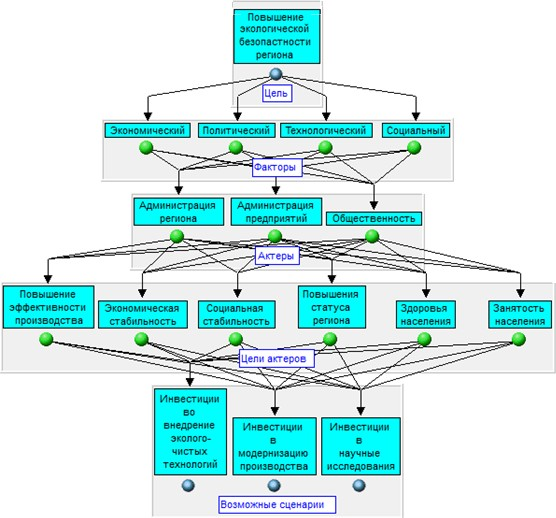 Повышение
экологической
безопастности
региона
Цель
Экономический
Политический
Технологический
Социальный
Факторы
Администрация
региона
Администрация
предприятий
Общественность
Актеры
Повышение
эффективности
производства
Экономическая
стабильность
Социальная
стабильность
Повышения
статуса
региона
Здоровья
населения
Занятость
населения
Цели актеров
Инвестиции
во
внедрение
эколого-
чистых
технологий
Инвестиции
в
модернизацию
производства
Инвестиции
в
научные
исследования
Возможные сценарии